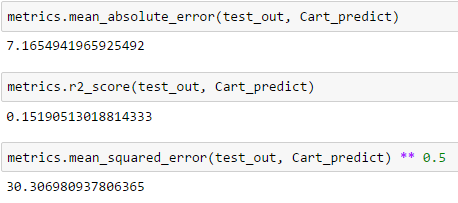 metrics.mean_absolute_error(test_out, Cart_predict)
7.1654941965925492
metrics.r2_score(test_out, Cart_predict)
0.15190513018814333
metrics.mean_squared_error(test_out, Cart_predict) ** 0.5
30.306980937806365